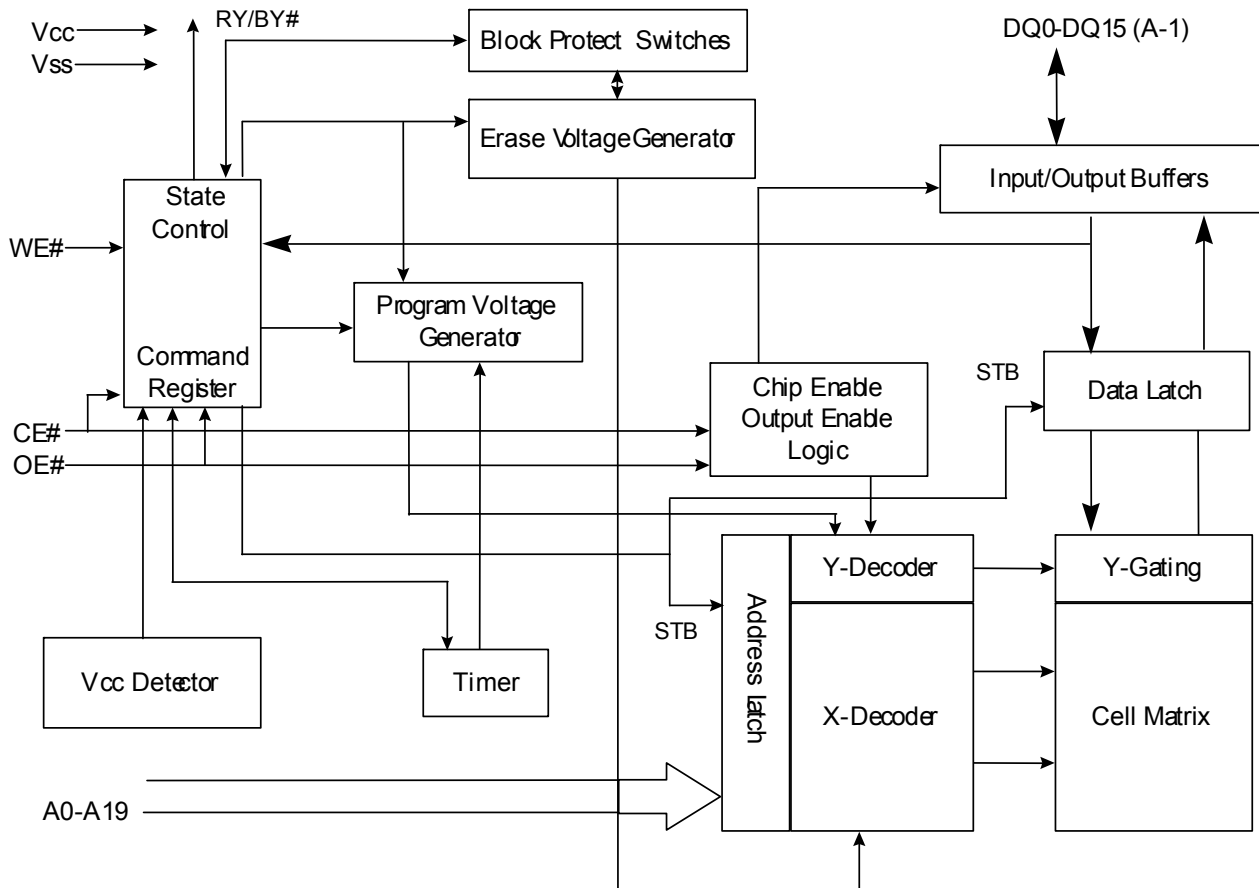 Vcc
Vss
RY/BY#
Block Protect Switches
DQ0-DQ15 (A-1)
Erase Voltage Generator
Input/Output Buffers
State
Control
WE#
Program Voltage
Generator
Command
Register
STB
Chip Enable
Output Enable
Logic
Data Latch
CE#
OE#
Y-Decoder
Y-Gating
Address latch
STB
Vcc Detector
Timer
X-Decoder
Cell Matrix
A0-A19